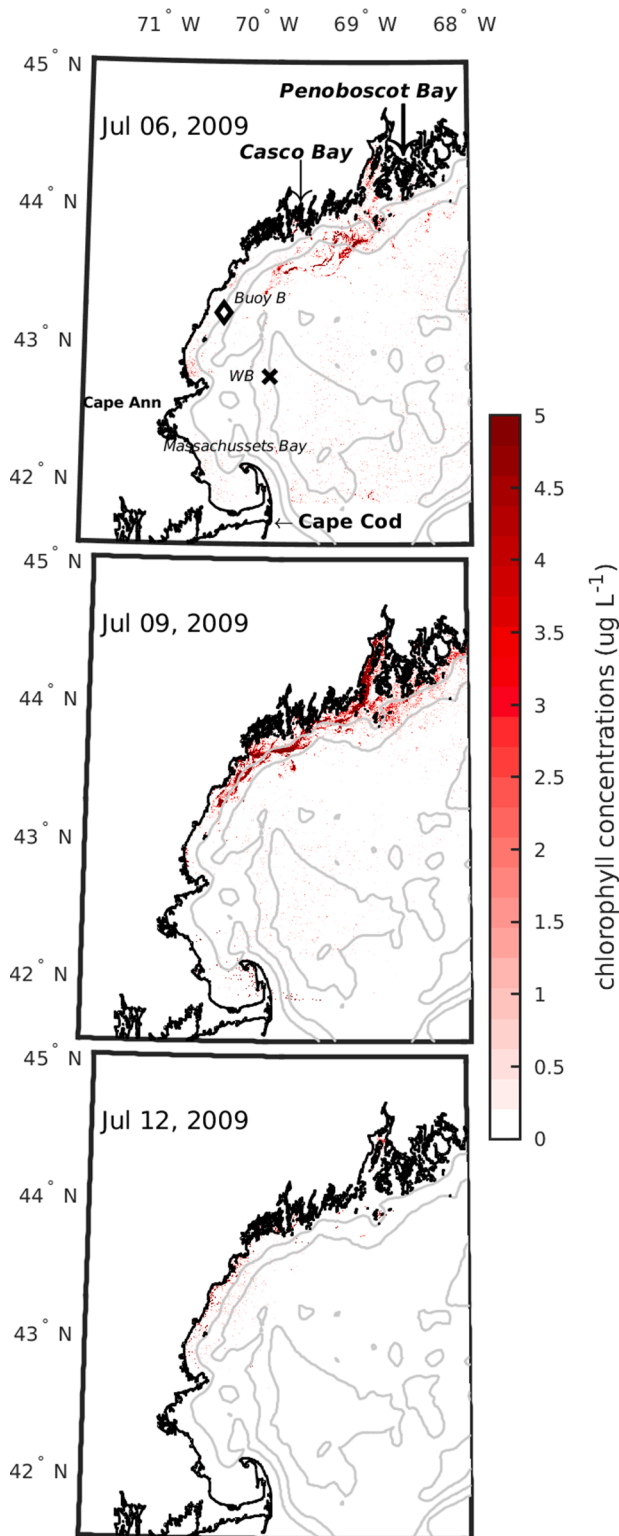 71° W 70° W 69° W 68° W
45° N
Penoboscot Bay
Jul 06, 2009
Casco Bay
44° N
Buoy B
43° N
WB
Cape Ann
Massachussets Bay
42° N
←Cape Cod
45° N
Jul 09, 2009
44° N
43° N
42° N
45° N
Jul 12, 2009
44° N
43° N
42° N
5
4.5
4
3.5
3
2.5
2
1.5
1
0.5
0
chlorophyll concentrations (ug L⁻¹)